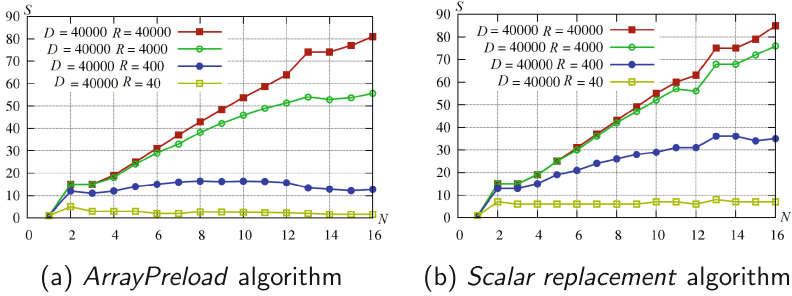 S
90
80
70
60
50
40
30
20
10
0
D = 40000 R = 40000
D = 40000 R = 4000
D = 40000 R = 400
D = 40000 R = 40
0 2 4 6 8 10 12 14 16
N
(a) ArrayPreload algorithm
S
90
80
70
60
50
40
30
20
10
0
D = 40000 R = 40000
D = 40000 R = 4000
D = 40000 R = 400
D = 40000 R = 40
0 2 4 6 8 10 12 14 16
N
(b) Scalar replacement algorithm